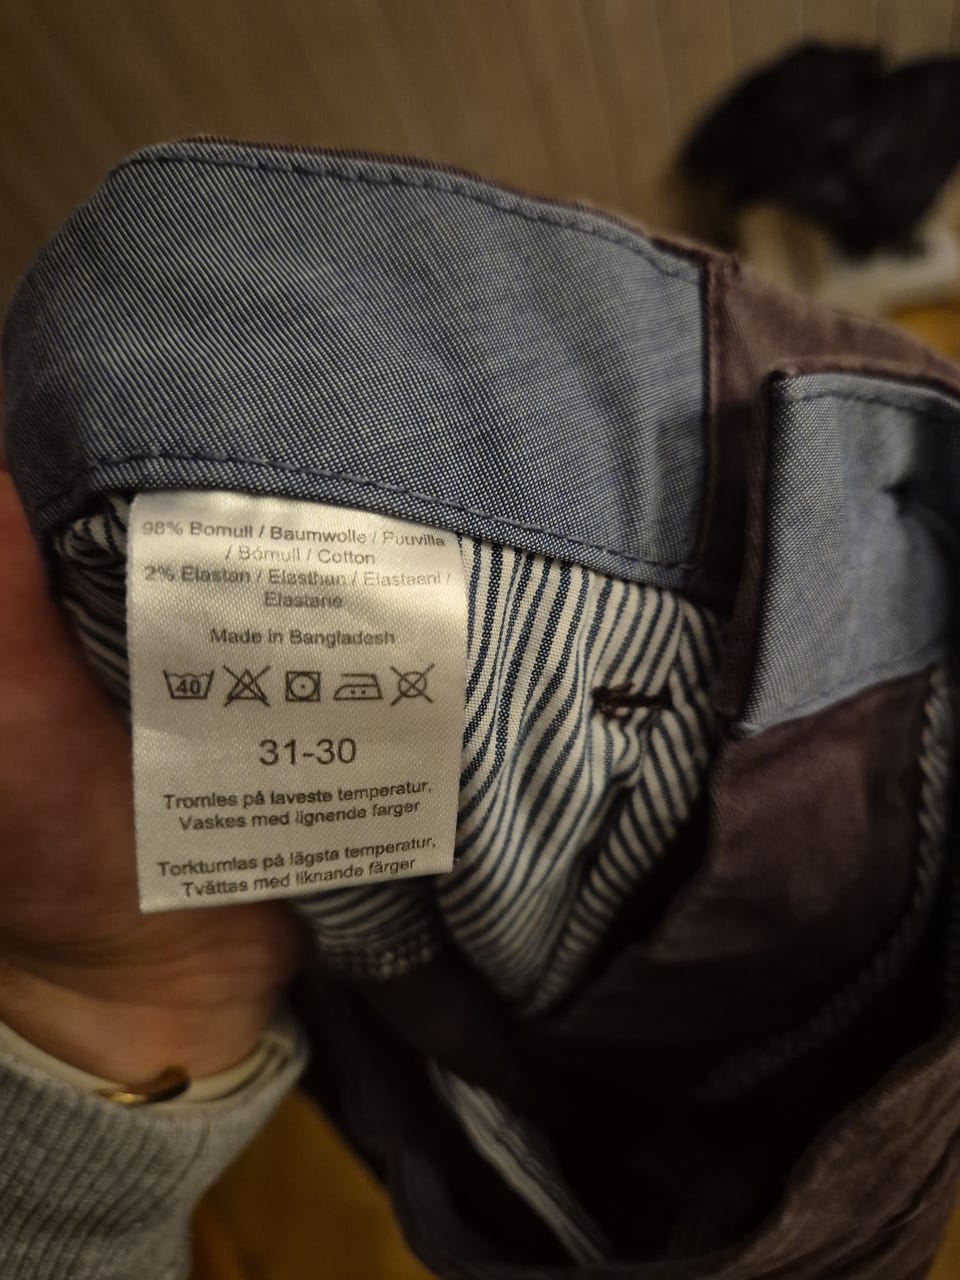 98% Bomull / Baumwolle / Puuvilla
/ Bómull / Cotton
2% Elastan / Elasthan / Elastaani /
Elastane
Made in Bangladesh
40
31-30
Tromles på laveste temperatur,
Vaskes med lignende farger
Torktumlas på lägsta temperatur,
Tvättas med liknande färger